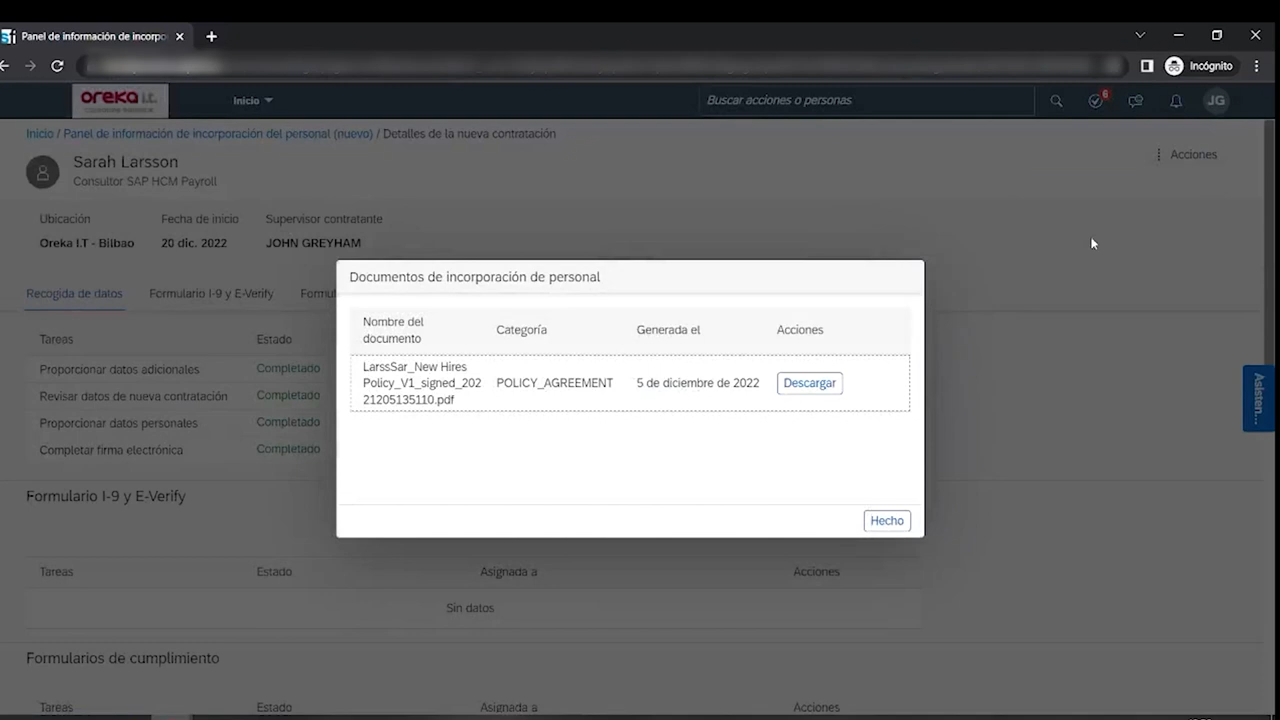 Panel de información de incorpo
Incógnito
oreka i.t.
Inicio
Buscar acciones o personas
6
JG
Inicio / Panel de información de incorporación del personal (nuevo) / Detalles de la nueva contratación
Sarah Larsson
Consultor SAP HCM Payroll
Acciones
Ubicación Fecha de inicio Supervisor contratante
Oreka I.T - Bilbao 20 dic. 2022 JOHN GREYHAM
Recogida de datos Formulario I-9 y E-Verify Formul
Tareas Estado
Proporcionar datos adicionales Completado
Revisar datos de nueva contratación Completado
Proporcionar datos personales Completado
Completar firma electrónica Completado
Documentos de incorporación de personal
Nombre del
documento
Categoría Generada el Acciones
LarssSar_New Hires
Policy_V1_signed_202
21205135110.pdf
POLICY_AGREEMENT 5 de diciembre de 2022 Descargar
Hecho
Asisten...
Formulario I-9 y E-Verify
Tareas Estado Asignada a Acciones
Sin datos
Formularios de cumplimiento
Tareas Estado Asignada a Acciones